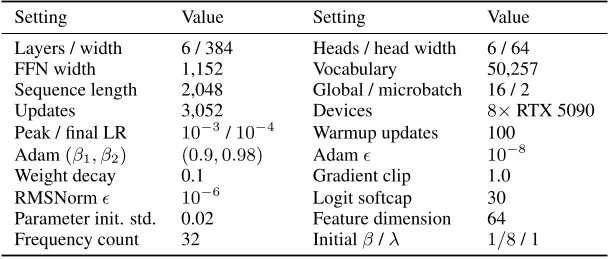 Setting Value Setting Value
Layers / width 6 / 384 Heads / head width 6 / 64
FFN width 1,152 Vocabulary 50,257
Sequence length 2,048 Global / microbatch 16 / 2
Updates 3,052 Devices 8× RTX 5090
Peak / final LR 10⁻³ / 10⁻⁴ Warmup updates 100
Adam (β₁, β₂) (0.9, 0.98) Adam ϵ 10⁻⁸
Weight decay 0.1 Gradient clip 1.0
RMSNorm ϵ 10⁻⁶ Logit softcap 30
Parameter init. std. 0.02 Feature dimension 64
Frequency count 32 Initial β / λ 1/8 / 1